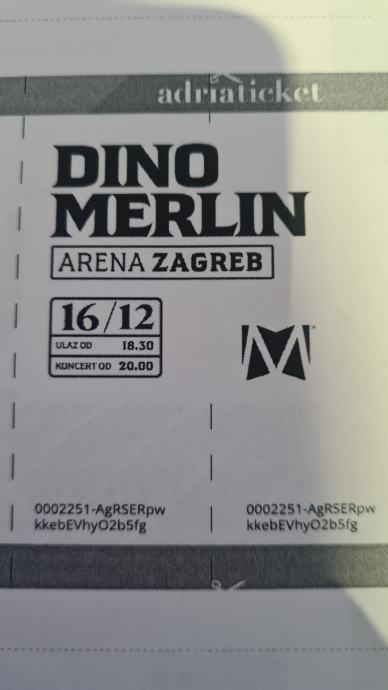 adriaticket
DINO
MERLIN
ARENA ZAGREB
16/12
ULAZ OD 18.30
KONCERT OD 20.00
M
0002251-AgRSERpw
kkebEVhyO2b5fg
0002251-AgRSERpw
kkebEVhyO2b5fg